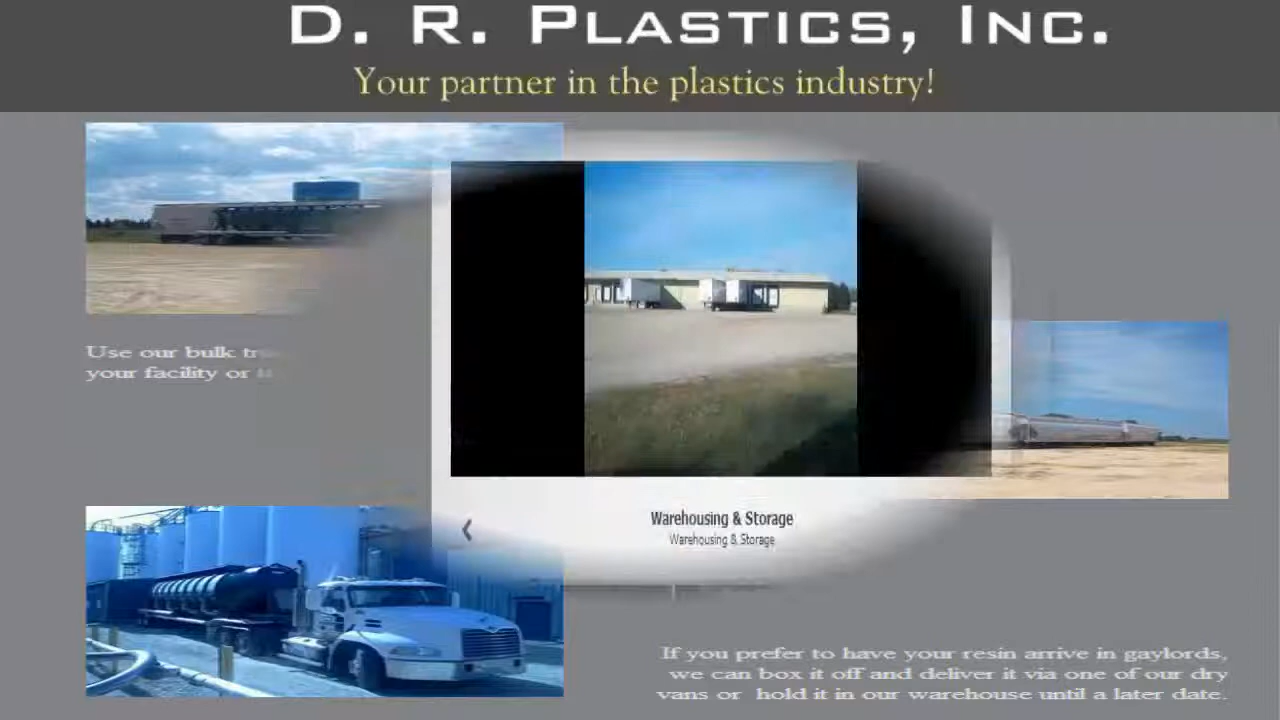 D. R. PLASTICS, INC.
Your partner in the plastics industry!
Use our bulk
your facility or
Warehousing & Storage
Warehousing & Storage
If you prefer to have your resin arrive in gaylords,
we can box it off and deliver it via one of our dry
vans or hold it in our warehouse until a later date.